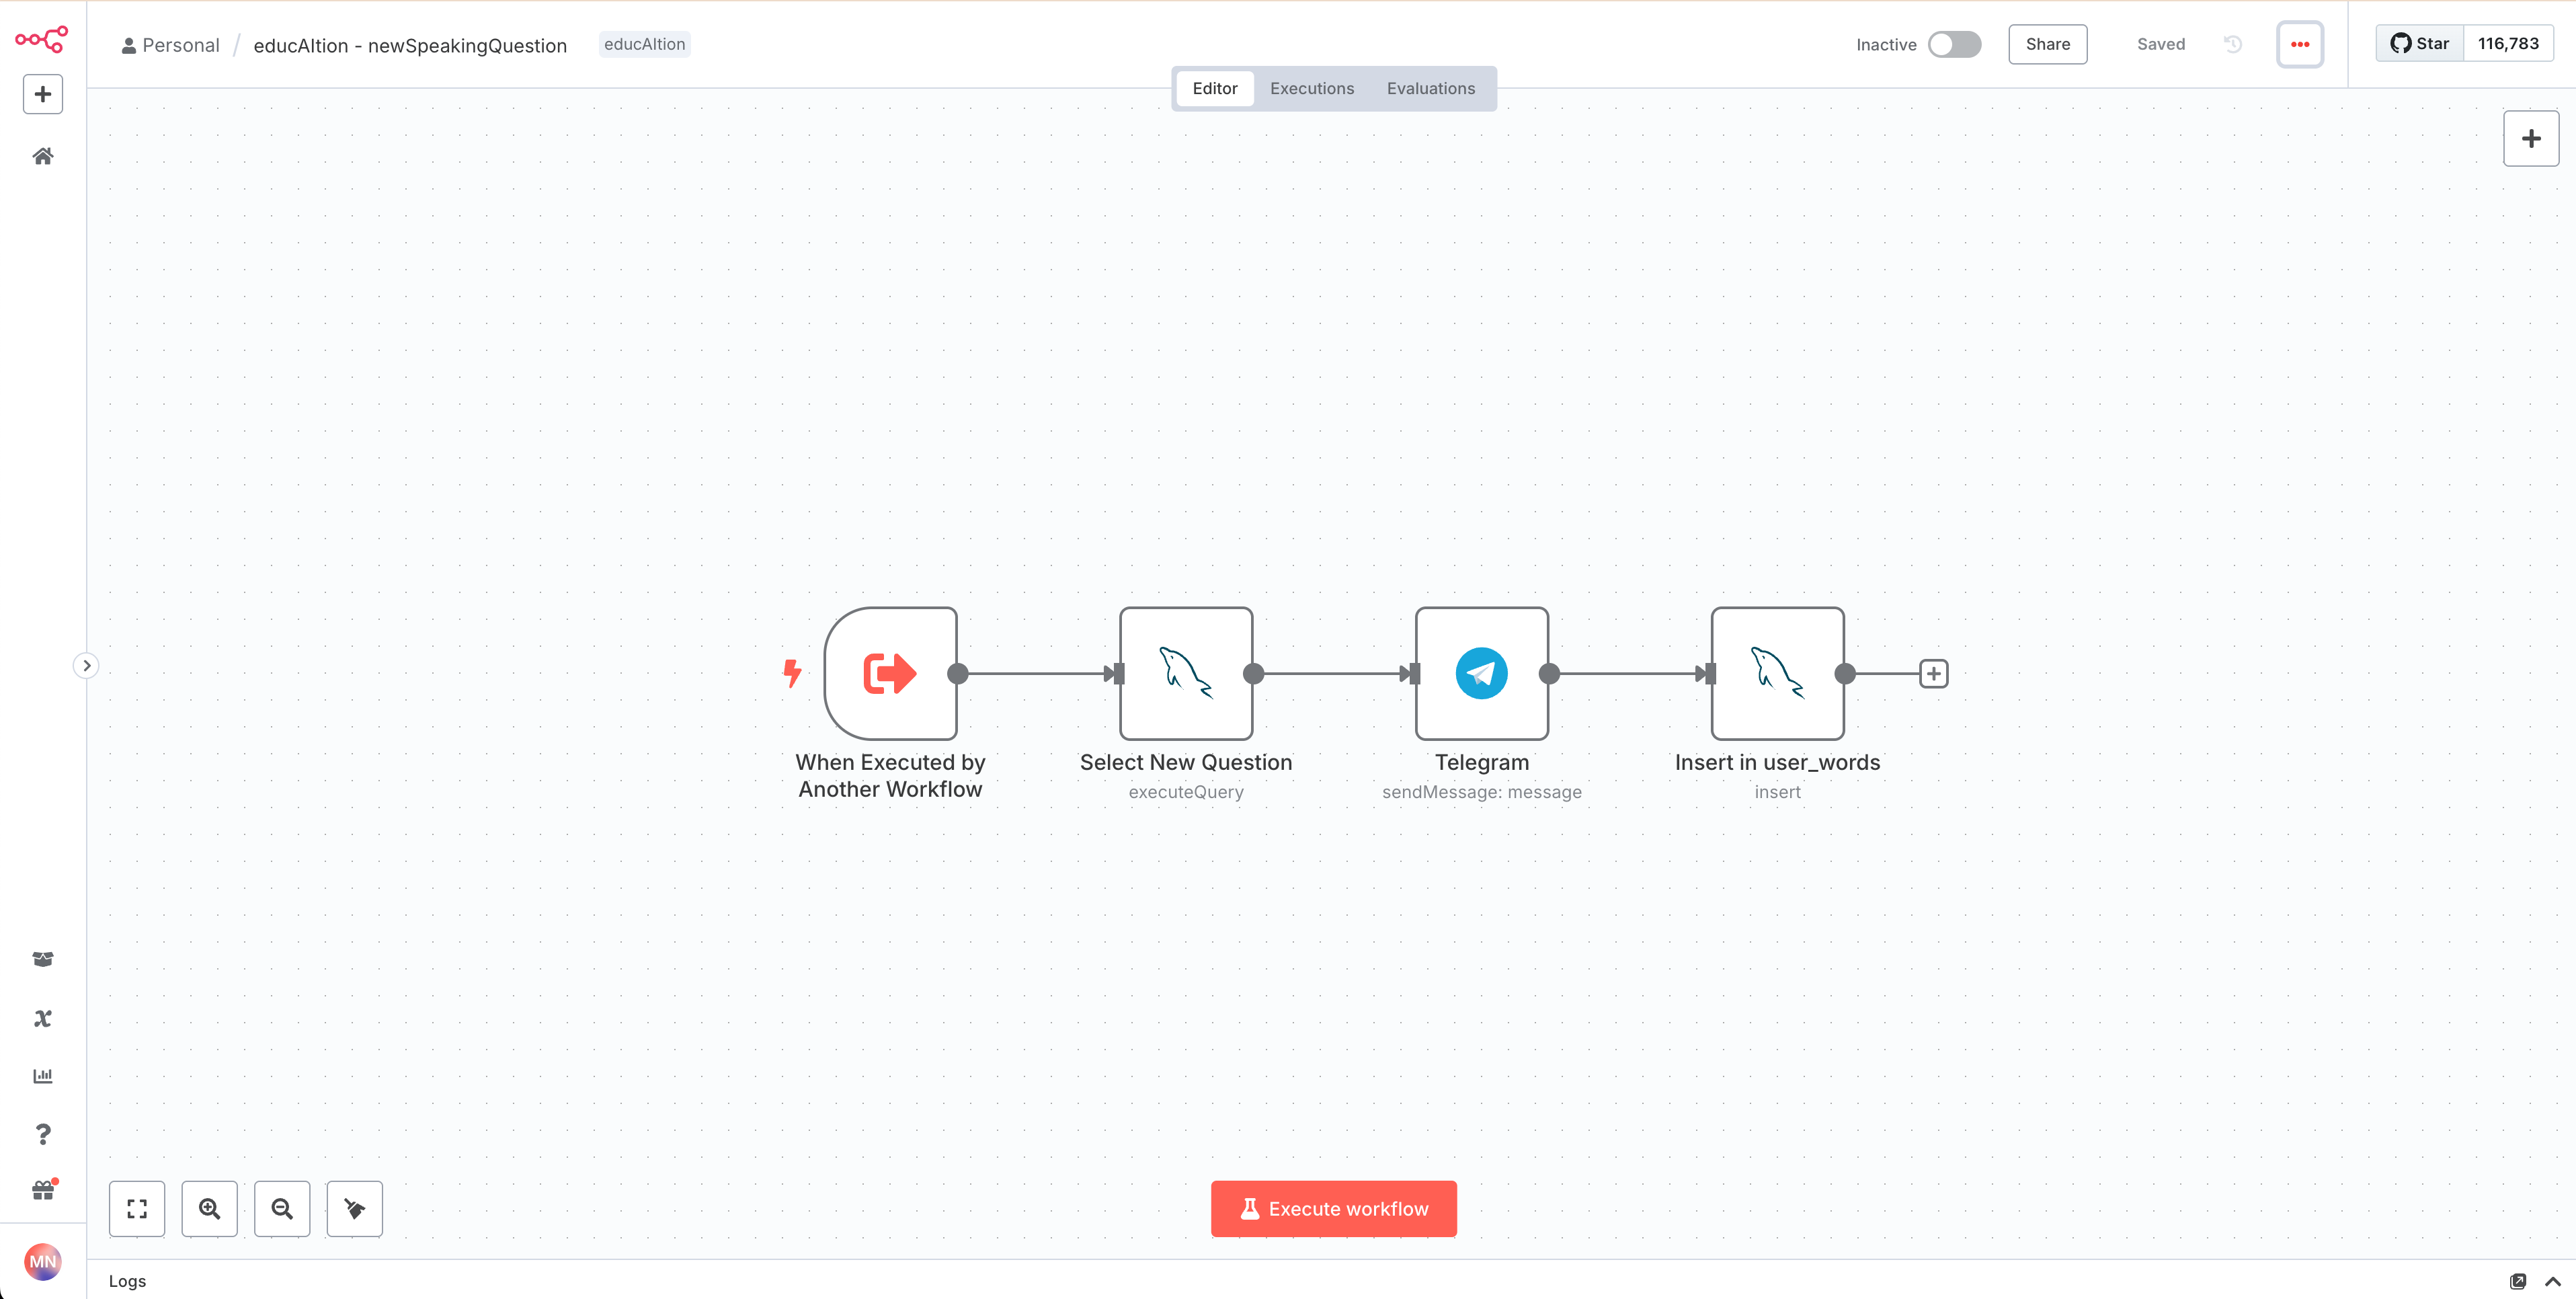 Personal / educAItion - newSpeakingQuestion educAItion
Inactive Share Saved Star 116,783
Editor Executions Evaluations
When Executed by
Another Workflow
Select New Question
executeQuery
Telegram
sendMessage: message
Insert in user_words
insert
Execute workflow
MN
Logs